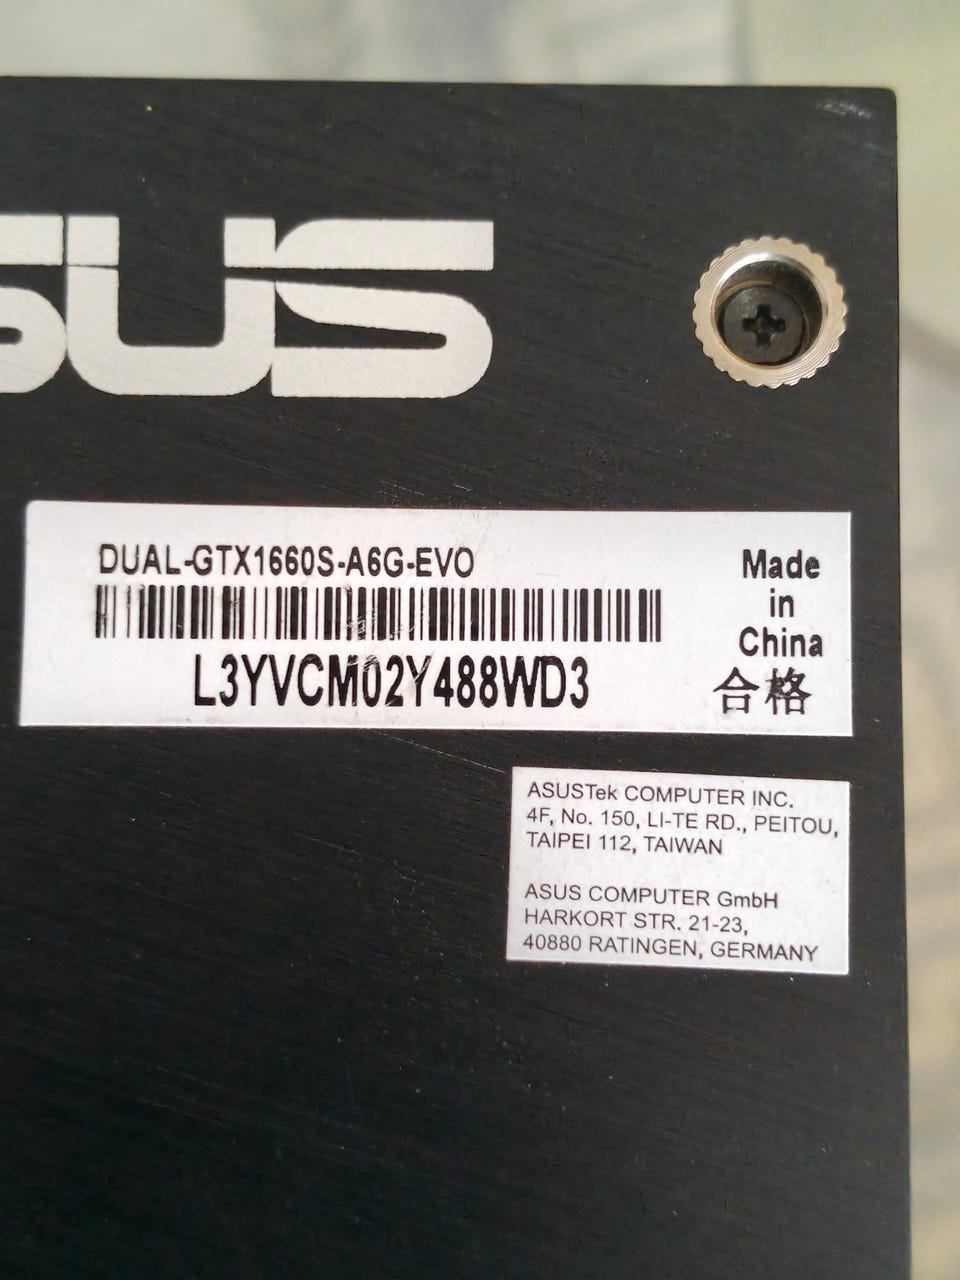 SUS
DUAL-GTX1660S-A6G-EVO
L3YVCM02Y488WD3
Made
in
China
合格
ASUSTek COMPUTER INC.
4F, No. 150, LI-TE RD., PEITOU,
TAIPEI 112, TAIWAN
ASUS COMPUTER GmbH
HARKORT STR. 21-23,
40880 RATINGEN, GERMANY